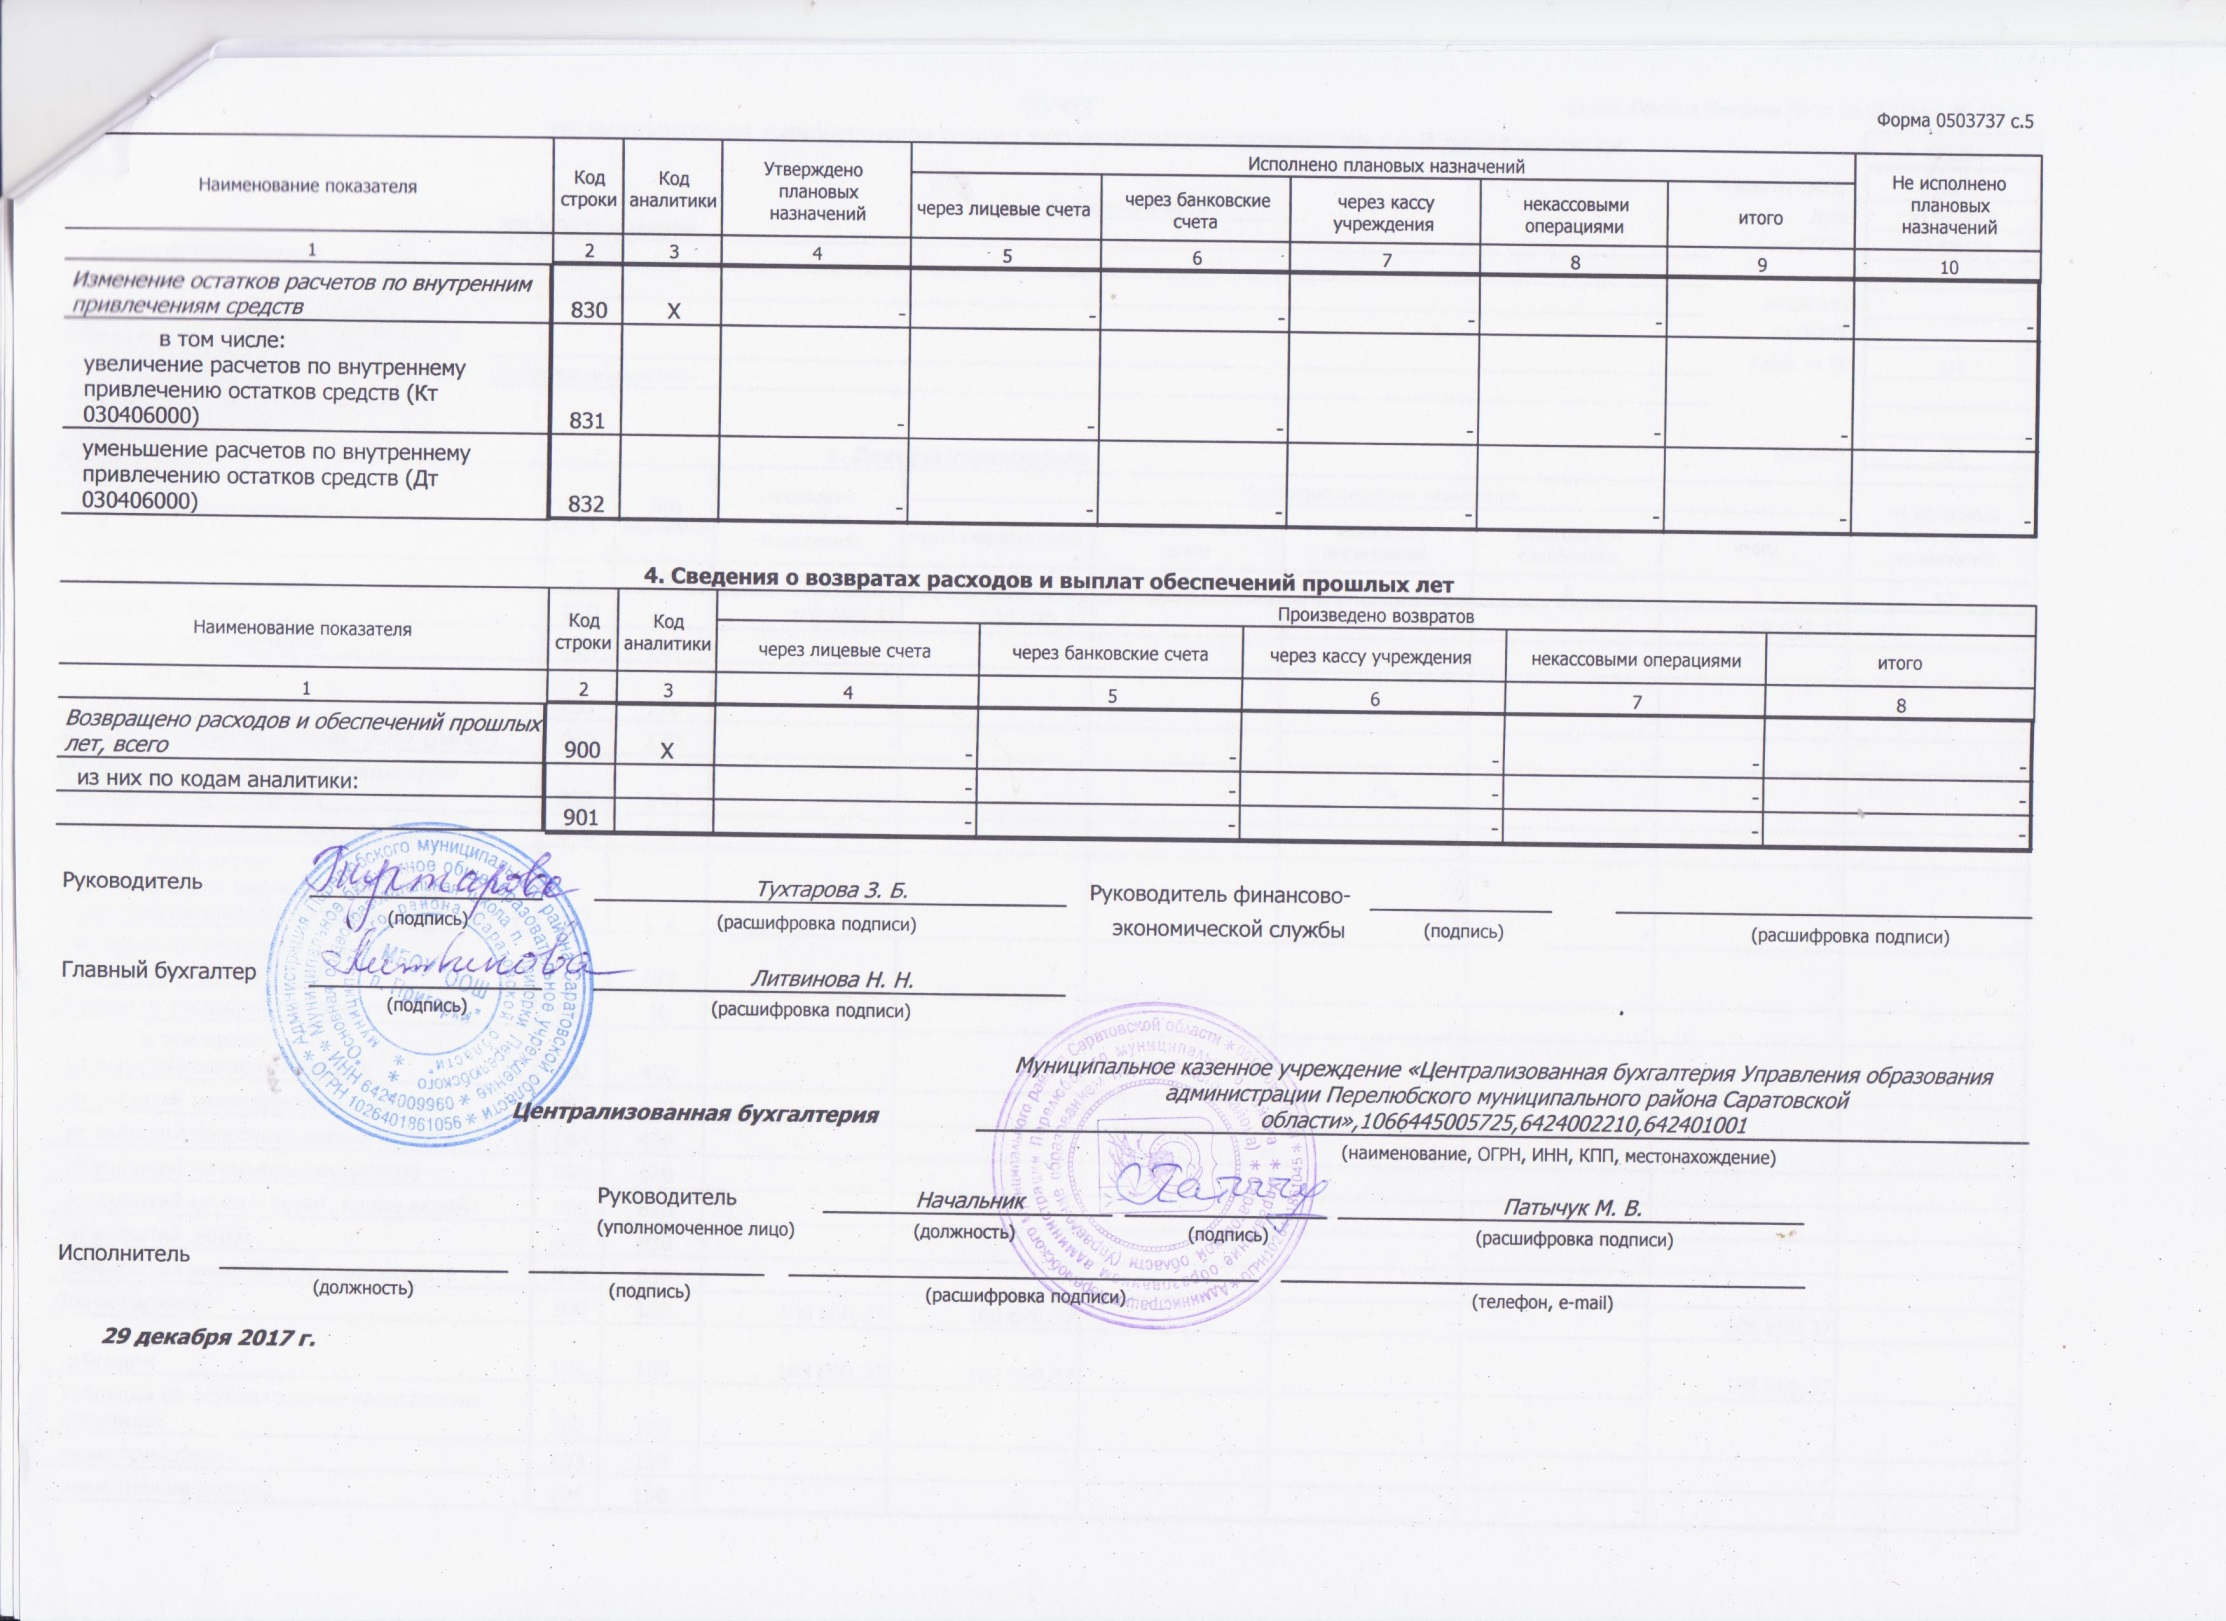 Форма 0503737 с.5
Наименование показателя
Код строки
Код аналитики
Утверждено плановых назначений
Исполнено плановых назначений
через лицевые счета
через банковские счета
через кассу учреждения
некассовыми операциями
итого
Не исполнено плановых назначений
1 2 3 4 5 6 7 8 9 10
Изменение остатков расчетов по внутренним
привлечениям средств 830 X - - - - - - -
в том числе:
увеличение расчетов по внутреннему
привлечению остатков средств (Кт
030406000) 831 - - - - - - -
уменьшение расчетов по внутреннему
привлечению остатков средств (Дт
030406000) 832 - - - - - - -
4. Сведения о возвратах расходов и выплат обеспечений прошлых лет
Наименование показателя
Код строки
Код аналитики
Произведено возвратов
через лицевые счета
через банковские счета
через кассу учреждения
некассовыми операциями
итого
1 2 3 4 5 6 7 8
Возвращено расходов и обеспечений прошлых
лет, всего 900 X - - - - -
из них по кодам аналитики: - - - - -
901 - - - - -
Руководитель
(подпись)
Тухтарова З. Б.
(расшифровка подписи)
Руководитель финансово-
экономической службы
(подпись)
(расшифровка подписи)
Главный бухгалтер
(подпись)
Литвинова Н. Н.
(расшифровка подписи)
МБОУ ООШ
п. Пригорки"
ИНН 6424009960
ОГРН 1026401861056
Централизованная бухгалтерия
Муниципальное казенное учреждение «Централизованная бухгалтерия Управления образования
администрации Перелюбского муниципального района Саратовской
области»,1066445005725,6424002210,642401001
(наименование, ОГРН, ИНН, КПП, местонахождение)
Руководитель
(уполномоченное лицо)
Начальник
(должность)
(подпись)
Патычук М. В.
(расшифровка подписи)
Исполнитель
(должность)
(подпись)
(расшифровка подписи)
(телефон, e-mail)
29 декабря 2017 г.